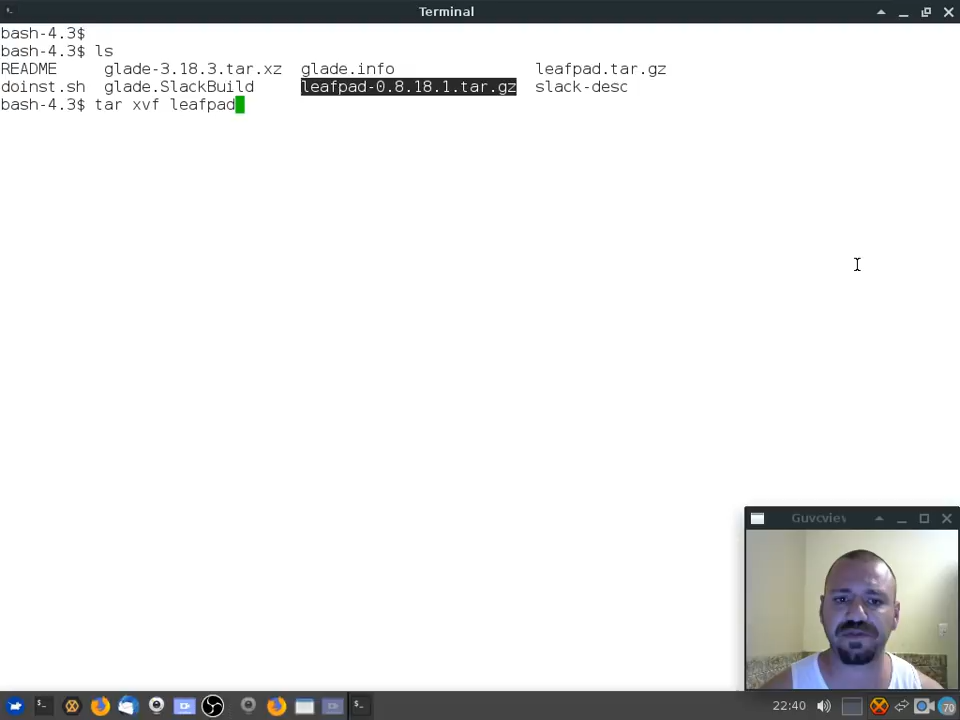 Terminal
bash-4.3$
bash-4.3$ ls
README glade-3.18.3.tar.xz glade.info leafpad.tar.gz
doinst.sh glade.SlackBuild leafpad-0.8.18.1.tar.gz slack-desc
bash-4.3$ tar xvf leafpad
Guvcview
22:40
70